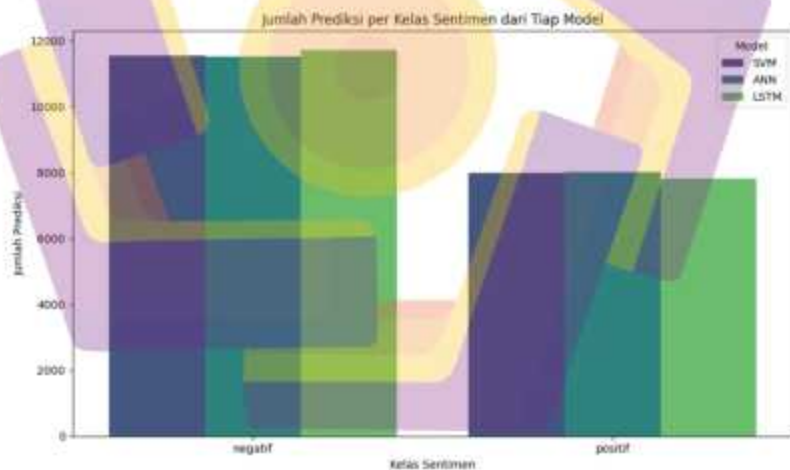 Jumlah Prediksi per Kelas Sentimen dari Tiap Model
Model
SVM
ANN
LSTM
12000
10000
8000
6000
4000
2000
0
Jumlah Prediksi
negatif
positif
Kelas Sentimen